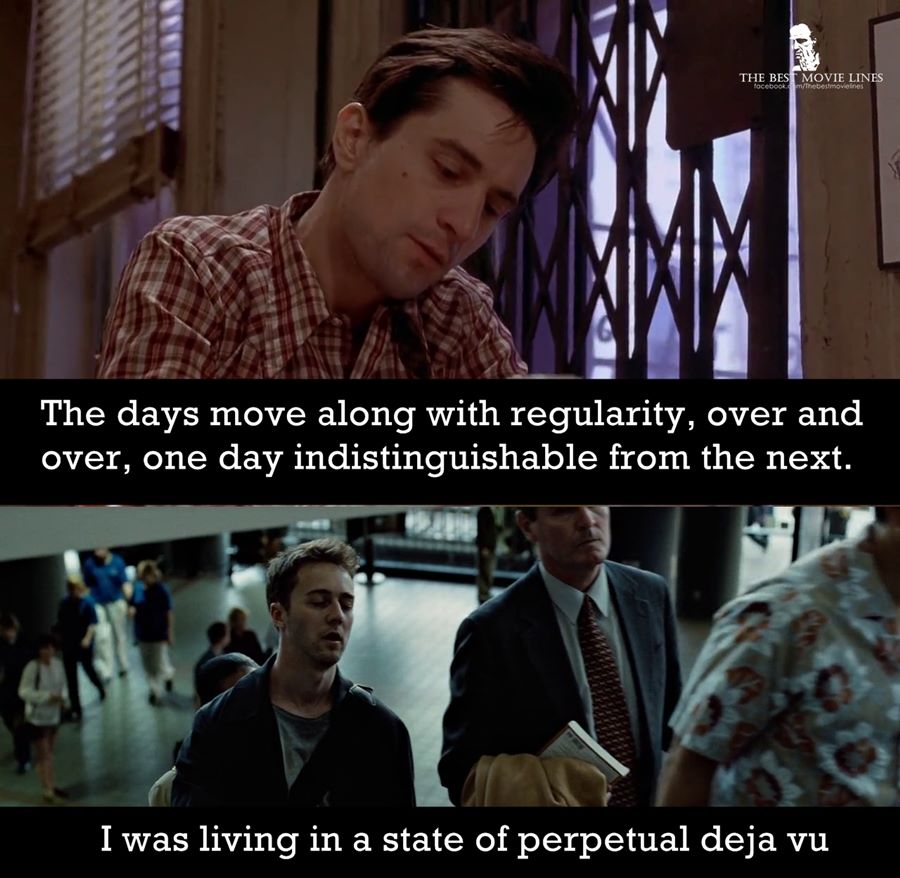 THE BEST MOVIE LINES
facebook.com/Thebestmovielines
The days move along with regularity, over and
over, one day indistinguishable from the next.
I was living in a state of perpetual deja vu